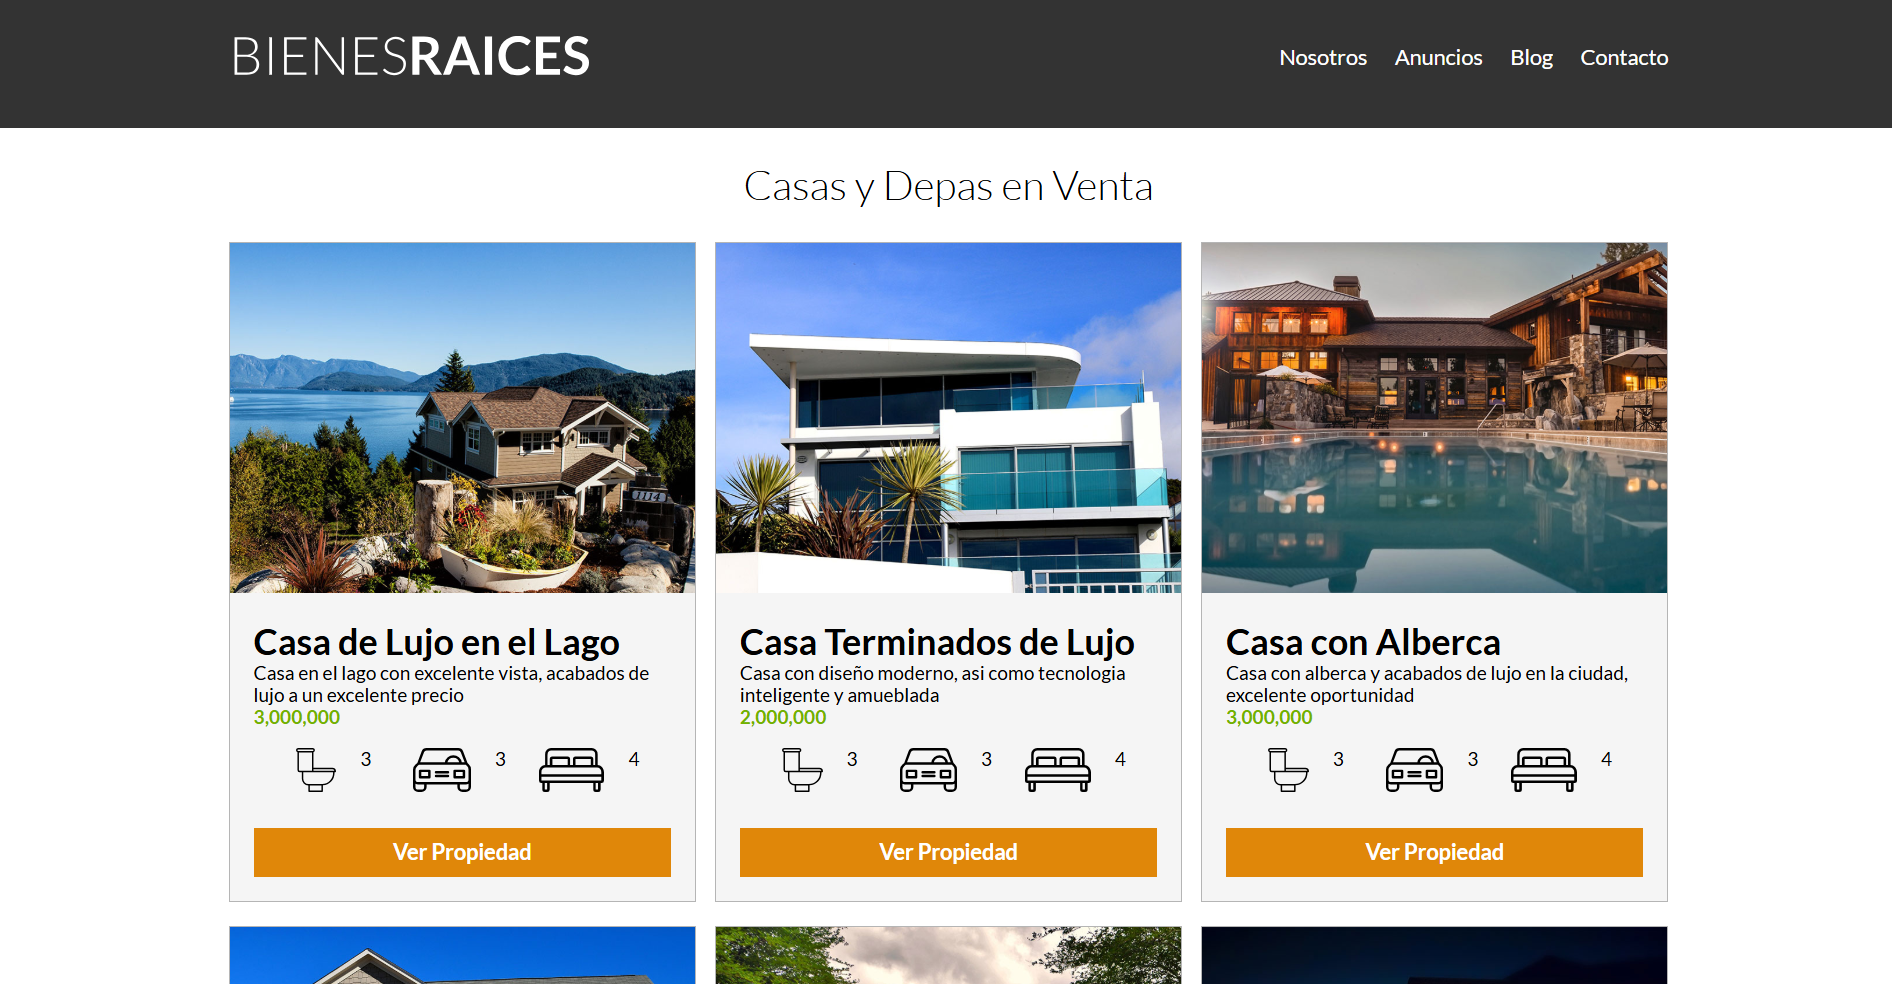 BIENESRAICES
Nosotros Anuncios Blog Contacto
Casas y Depas en Venta
1114
Casa de Lujo en el Lago
Casa en el lago con excelente vista, acabados de
lujo a un excelente precio
3,000,000
3 3 4
Ver Propiedad
Casa Terminados de Lujo
Casa con diseño moderno, asi como tecnologia
inteligente y amueblada
2,000,000
3 3 4
Ver Propiedad
Casa con Alberca
Casa con alberca y acabados de lujo en la ciudad,
excelente oportunidad
3,000,000
3 3 4
Ver Propiedad